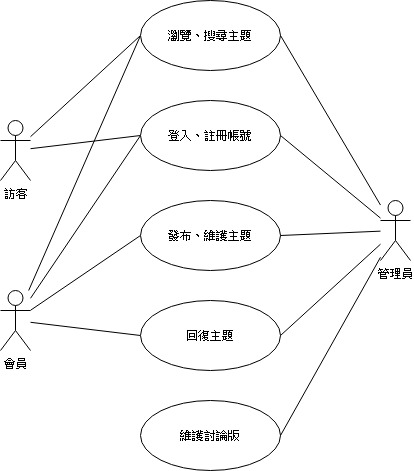 瀏覽、搜尋主題
登入、註冊帳號
訪客
發布、維護主題
管理員
回復主題
會員
維護討論版